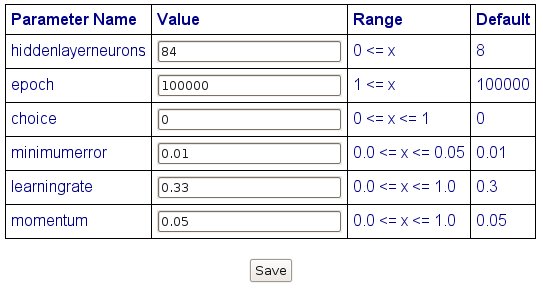 Parameter Name Value Range Default
hiddenlayerneurons 84 0 <= x 8
epoch 100000 1 <= x 100000
choice 0 0 <= x <= 1 0
minimumerror 0.01 0.0 <= x <= 0.05 0.01
learningrate 0.33 0.0 <= x <= 1.0 0.3
momentum 0.05 0.0 <= x <= 1.0 0.05
Save